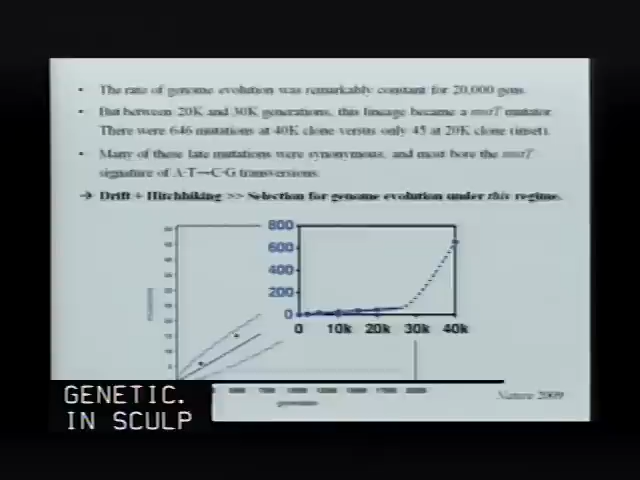 • The rate of genome evolution was remarkably constant for 20,000 gens.
• But between 20K and 30K generations, this lineage became a mutT mutator.
There were 646 mutations at 40K clone versus only 45 at 20K clone (inset).
• Many of these late mutations were synonymous, and most bore the mutT
signature of A·T→C·G transversions.
→ Drift + Hitchhiking >> Selection for genome evolution under this regime.
800
600
400
200
0
0 10k 20k 30k 40k
Nature 2009
GENETIC.
IN SCULP